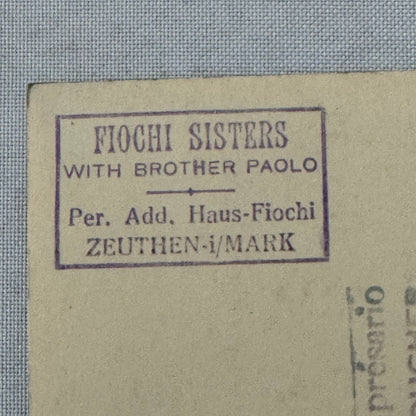 FIOCHI SISTERS
WITH BROTHER PAOLO
Per. Add. Haus-Fiochi
ZEUTHEN-i/MARK
presario